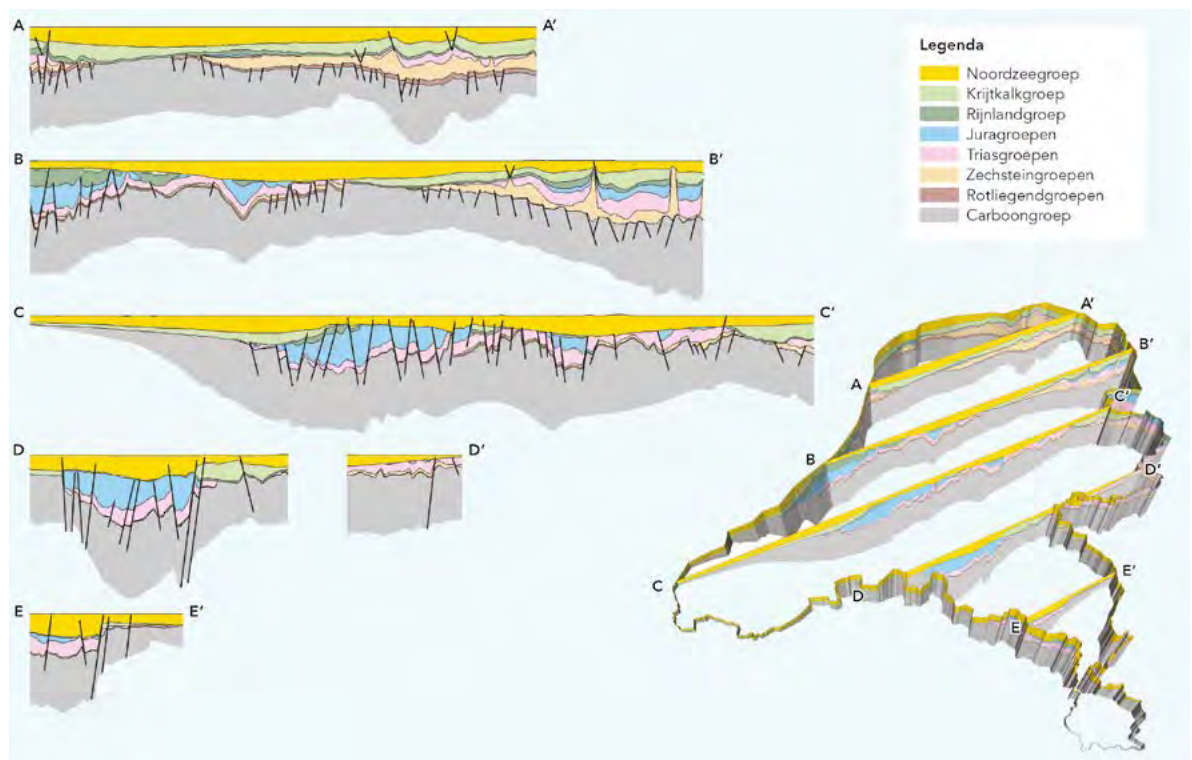 A
A'
Legenda
Noordzeegroep
Krijtkalkgroep
Rijnlandgroep
Juragroepen
Triasgroepen
Zechsteingroepen
Rotliegendgroepen
Carboongroep
B
B'
C
C'
D
D'
E
E'
A'
B'
A
C'
B
D'
C
D
E'
E